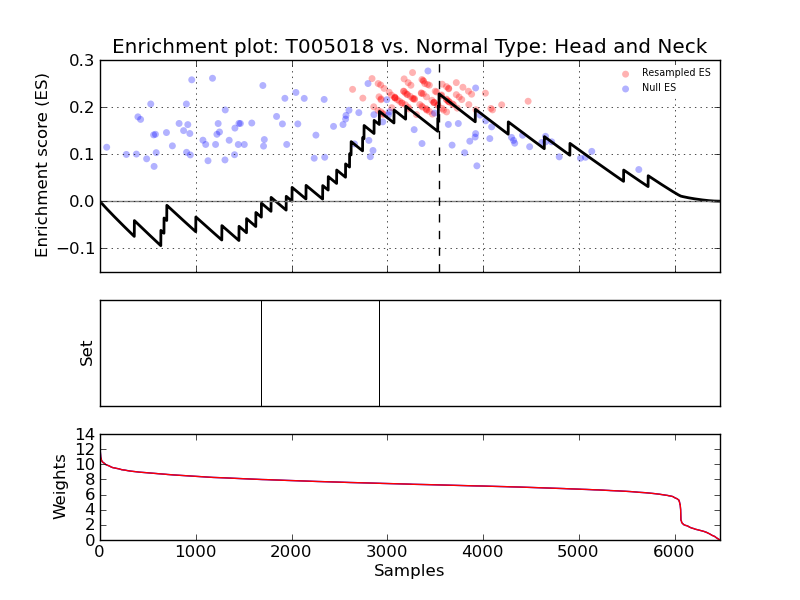 Enrichment plot: T005018 vs. Normal Type: Head and Neck
0.3
0.2
0.1
0.0
−0.1
Enrichment score (ES)
Resampled ES
Null ES
Set
14
12
10
8
6
4
2
0
Weights
0 1000 2000 3000 4000 5000 6000
Samples